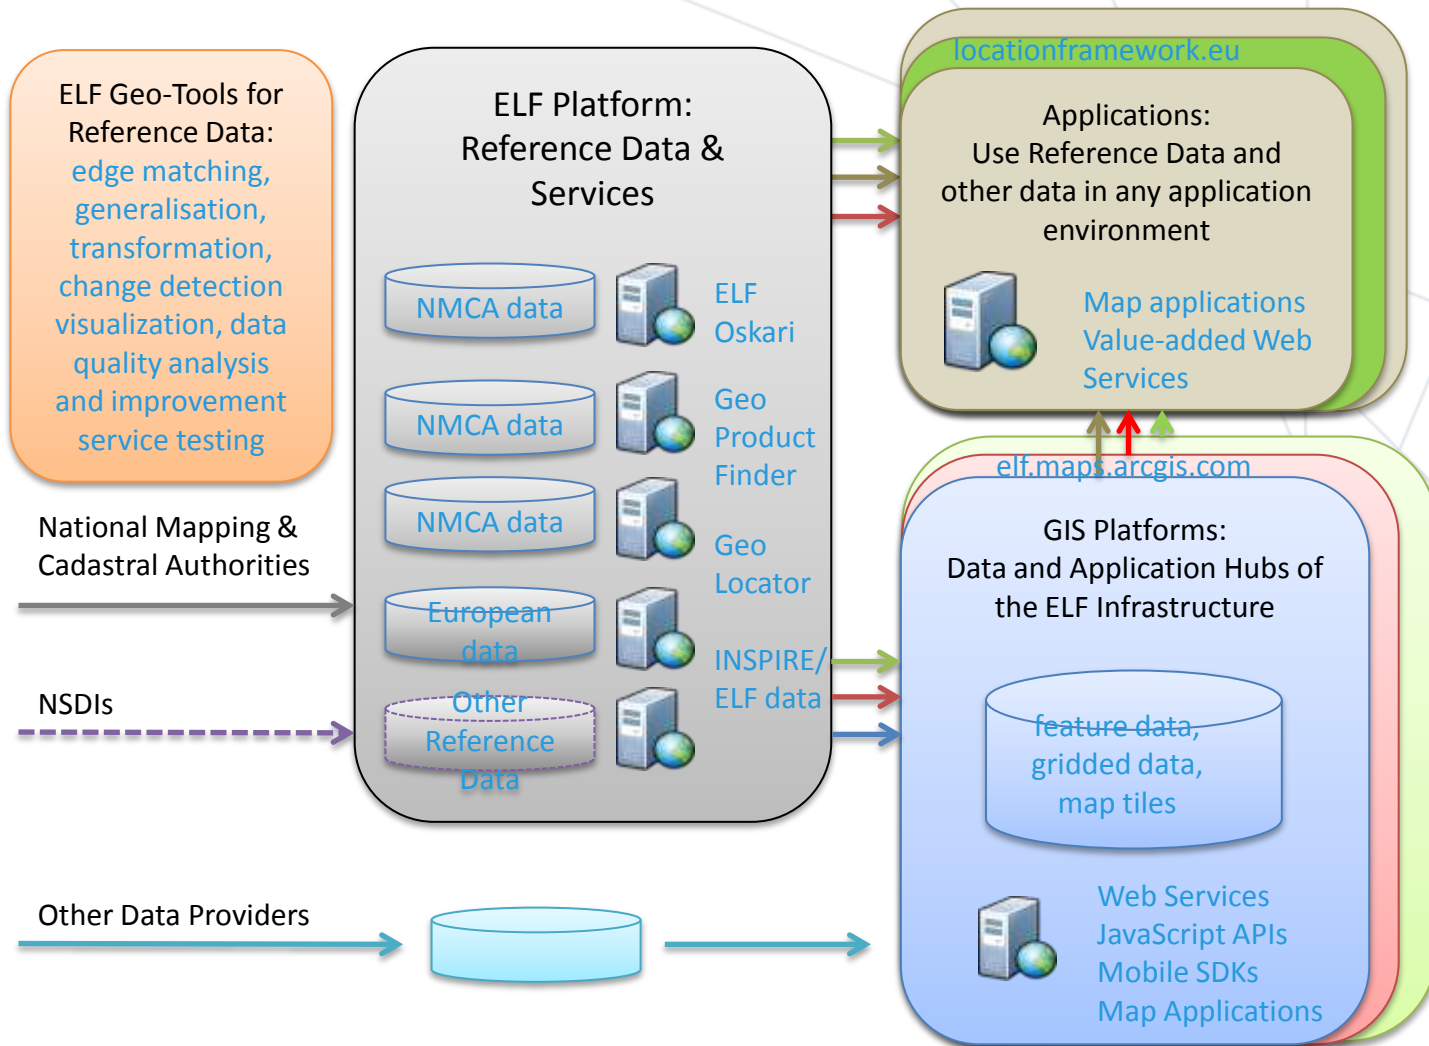 ELF Geo-Tools for
Reference Data:
edge matching,
generalisation,
transformation,
change detection
visualization, data
quality analysis
and improvement
service testing
National Mapping &
Cadastral Authorities
NSDIs
Other Data Providers
ELF Platform:
Reference Data &
Services
NMCA data
NMCA data
NMCA data
European
data
Other
Reference
Data
ELF
Oskari
Geo
Product
Finder
Geo
Locator
INSPIRE/
ELF data
locationframework.eu
Applications:
Use Reference Data and
other data in any application
environment
Map applications
Value-added Web
Services
elf.maps.arcgis.com
GIS Platforms:
Data and Application Hubs of
the ELF Infrastructure
feature data,
gridded data,
map tiles
Web Services
JavaScript APIs
Mobile SDKs
Map Applications